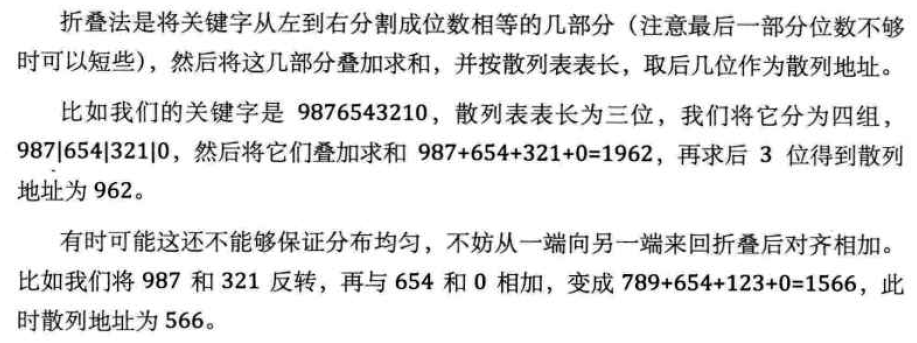 折叠法是将关键字从左到右分割成位数相等的几部分（注意最后一部分位数不够
时可以短些），然后将这几部分叠加求和，并按散列表表长，取后几位作为散列地址。
比如我们的关键字是 9876543210，散列表表长为三位，我们将它分为四组，
987|654|321|0，然后将它们叠加求和 987+654+321+0=1962，再求后 3 位得到散列
地址为 962。
有时可能这还不能够保证分布均匀，不妨从一端向另一端来回折叠后对齐相加。
比如我们将 987 和 321 反转，再与 654 和 0 相加，变成 789+654+123+0=1566，此
时散列地址为 566。